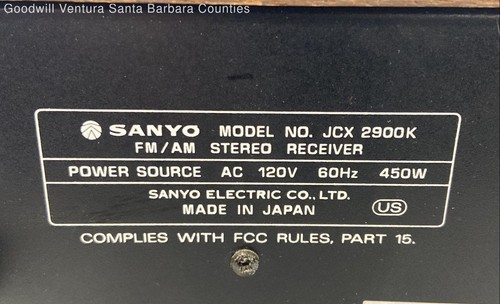 Goodwill Ventura Santa Barbara Counties
SANYO MODEL NO. JCX 2900K
FM/AM STEREO RECEIVER
POWER SOURCE AC 120V 60Hz 450W
SANYO ELECTRIC CO., LTD.
MADE IN JAPAN US
COMPLIES WITH FCC RULES, PART 15.